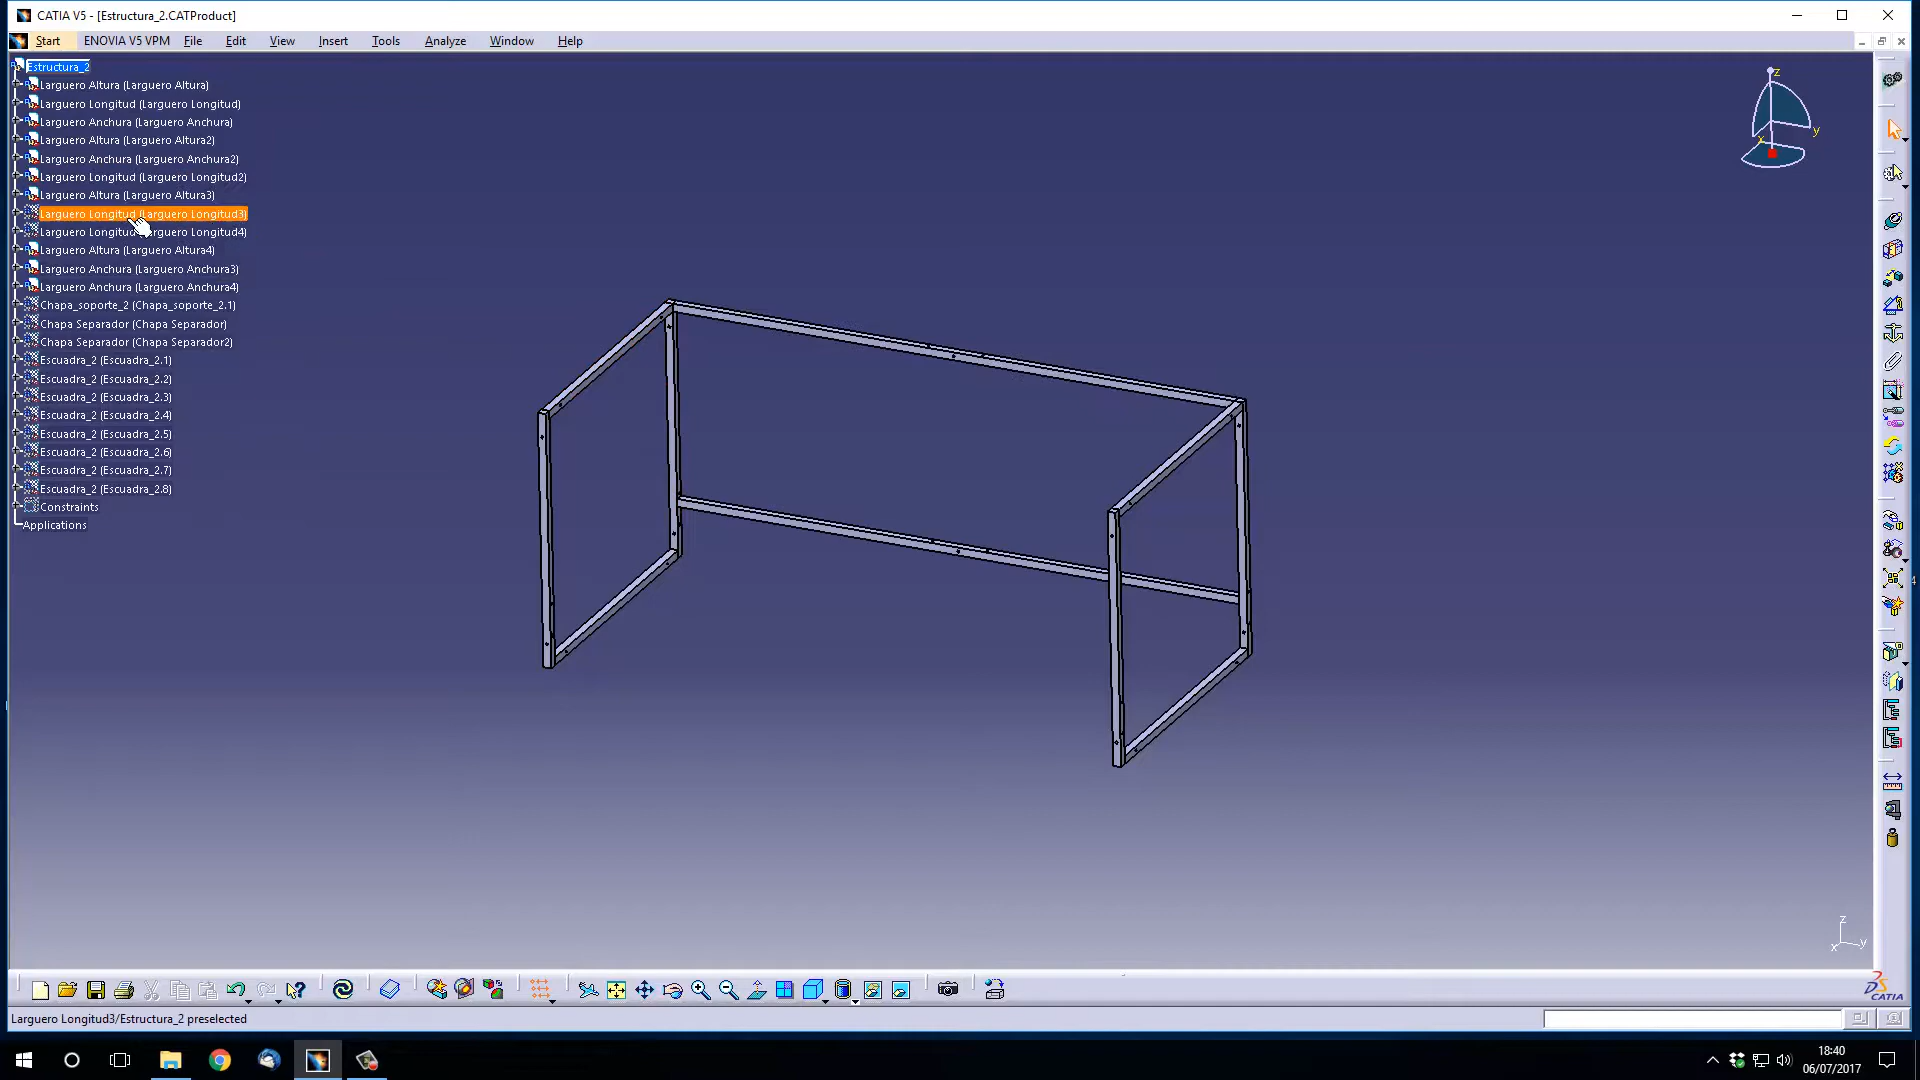 CATIA V5 - [Estructura_2.CATProduct]
Start ENOVIA V5 VPM File Edit View Insert Tools Analyze Window Help
Estructura_2
Larguero Altura (Larguero Altura)
Larguero Longitud (Larguero Longitud)
Larguero Anchura (Larguero Anchura)
Larguero Altura (Larguero Altura2)
Larguero Anchura (Larguero Anchura2)
Larguero Longitud (Larguero Longitud2)
Larguero Altura (Larguero Altura3)
Larguero Longitud (Larguero Longitud3)
Larguero Longitud (Larguero Longitud4)
Larguero Altura (Larguero Altura4)
Larguero Anchura (Larguero Anchura3)
Larguero Anchura (Larguero Anchura4)
Chapa_soporte_2 (Chapa_soporte_2.1)
Chapa Separador (Chapa Separador)
Chapa Separador (Chapa Separador2)
Escuadra_2 (Escuadra_2.1)
Escuadra_2 (Escuadra_2.2)
Escuadra_2 (Escuadra_2.3)
Escuadra_2 (Escuadra_2.4)
Escuadra_2 (Escuadra_2.5)
Escuadra_2 (Escuadra_2.6)
Escuadra_2 (Escuadra_2.7)
Escuadra_2 (Escuadra_2.8)
Constraints
Applications
z
y
x
z
x y
DS
CATIA
Larguero Longitud3/Estructura_2 preselected
18:40
06/07/2017